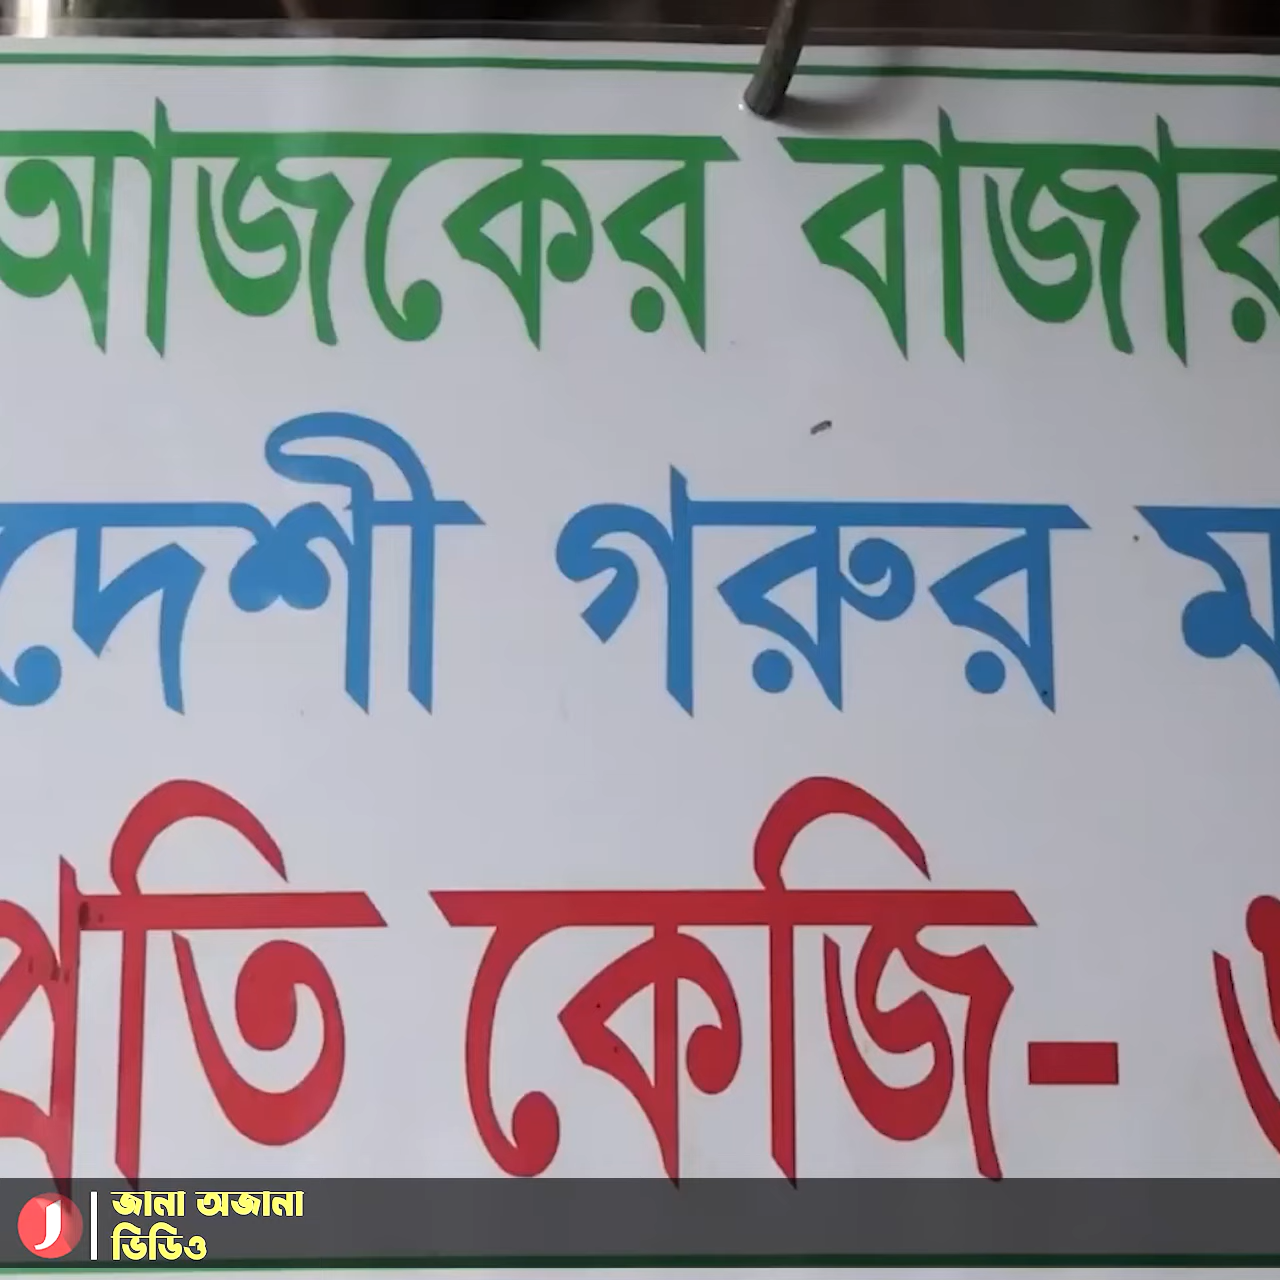 আজকের বাজার
দেশী গরুর
প্রতি কেজি-
জানা অজানা
ভিডিও